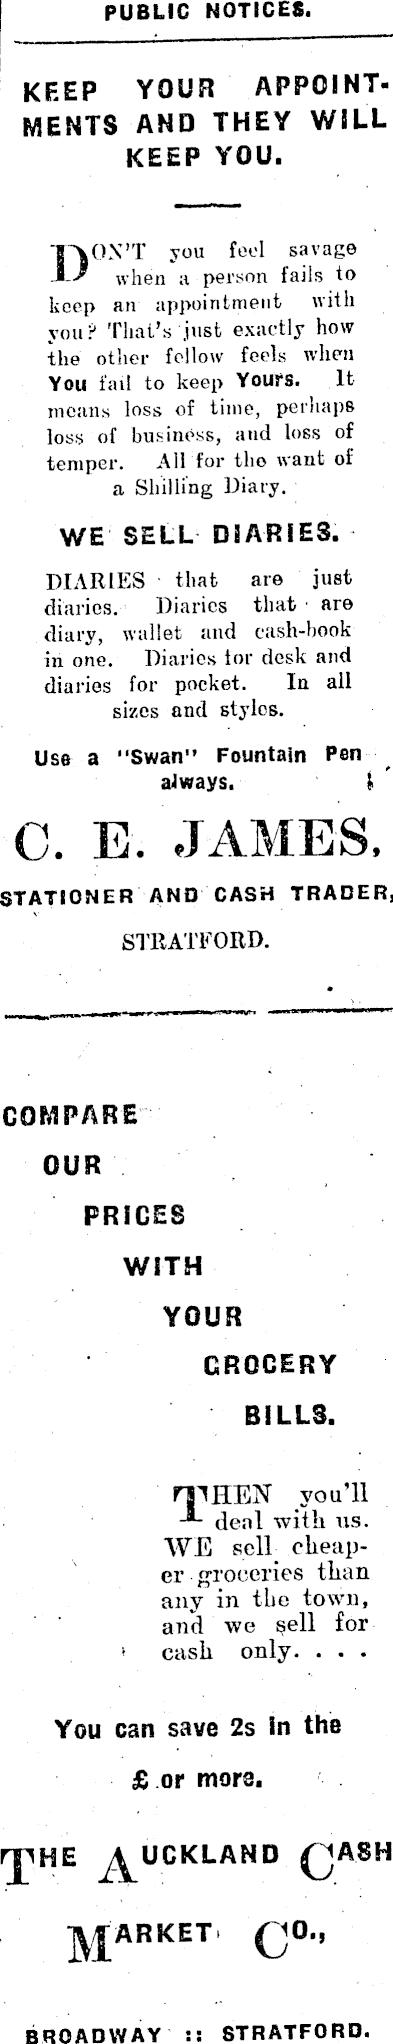 PUBLIC NOTICES.
KEEP YOUR APPOINT-
MENTS AND THEY WILL
KEEP YOU.
DON'T you feel savage
when a person fails to
keep an appointment with
you? That's just exactly how
the other fellow feels when
You fail to keep Yours. It
means loss of time, perhaps
loss of business, and loss of
temper. All for the want of
a Shilling Diary.
WE SELL DIARIES.
DIARIES that are just
diaries. Diaries that are
diary, wallet and cash-book
in one. Diaries for desk and
diaries for pocket. In all
sizes and styles.
Use a "Swan" Fountain Pen
always.
C. E. JAMES,
STATIONER AND CASH TRADER,
STRATFORD.
COMPARE
OUR
PRICES
WITH
YOUR
GROCERY
BILLS.
THEN you'll
deal with us.
WE sell cheap-
er groceries than
any in the town,
and we sell for
cash only. . . .
You can save 2s in the
£ or more.
THE AUCKLAND CASH
MARKET CO.,
BROADWAY :: STRATFORD.